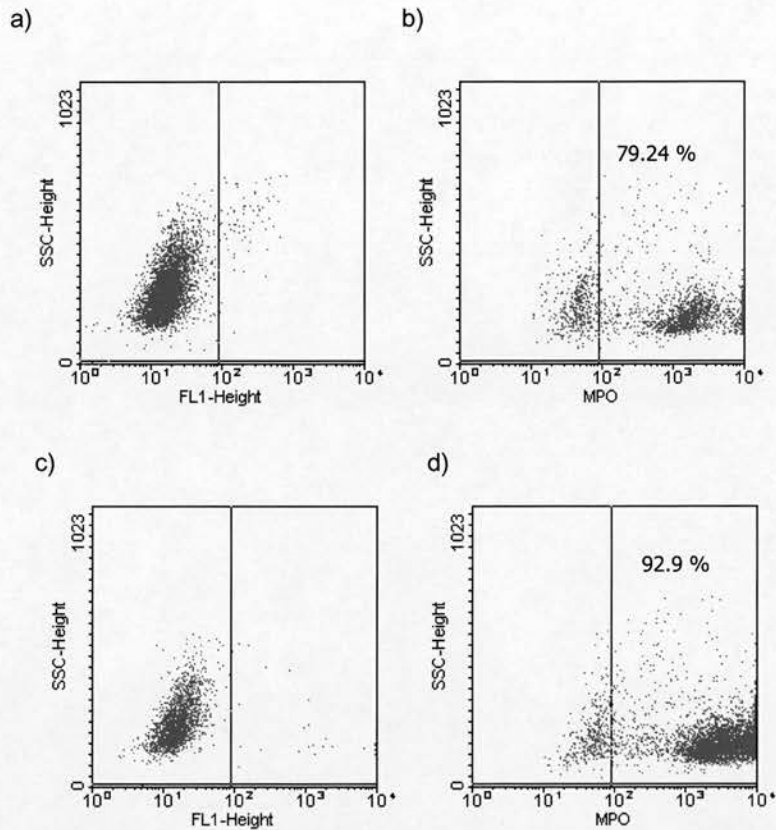 a)
b)
1023
SSC-Height
0
10⁰ 10¹ 10² 10³ 10⁴
FL1-Height
1023
SSC-Height
0
79.24 %
10⁰ 10¹ 10² 10³ 10⁴
MPO
c)
d)
1023
SSC-Height
0
10⁰ 10¹ 10² 10³ 10⁴
FL1-Height
1023
SSC-Height
0
92.9 %
10⁰ 10¹ 10² 10³ 10⁴
MPO